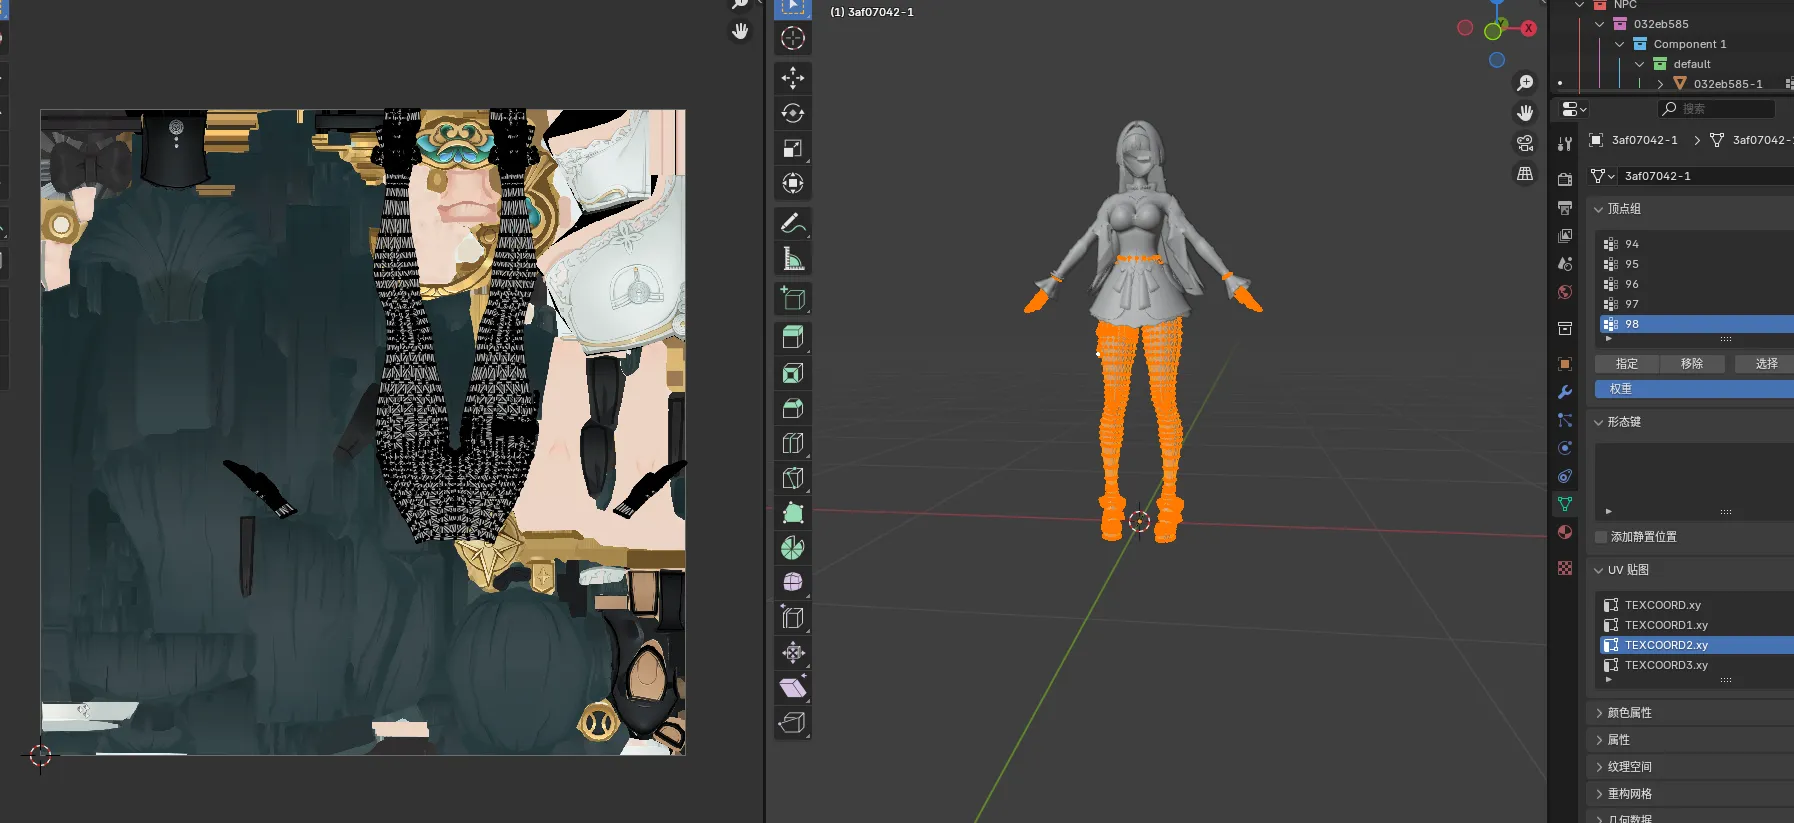 (1) 3af07042-1
NPC
032eb585
Component 1
default
032eb585-1
搜索
3af07042-1
3af07042-1
顶点组
94
95
96
97
98
指定 移除 选择
权重
形态键
添加静置位置
UV 贴图
TEXCOORD.xy
TEXCOORD1.xy
TEXCOORD2.xy
TEXCOORD3.xy
颜色属性
属性
纹理空间
重构网格
几何数据
X